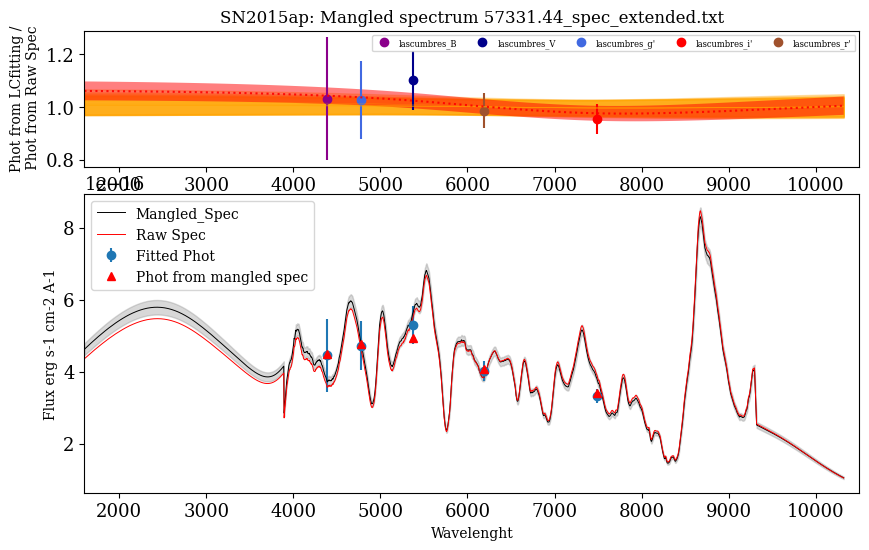 SN2015ap: Mangled spectrum 57331.44_spec_extended.txt
Phot from LCfitting /
Phot from Raw Spec
1.2
1.0
0.8
lascumbres_B lascumbres_V lascumbres_g' lascumbres_i' lascumbres_r'
2000 3000 4000 5000 6000 7000 8000 9000 10000
1e−16
Flux erg s-1 cm-2 A-1
8
6
4
2
Mangled_Spec
Raw Spec
Fitted Phot
Phot from mangled spec
2000 3000 4000 5000 6000 7000 8000 9000 10000
Wavelenght